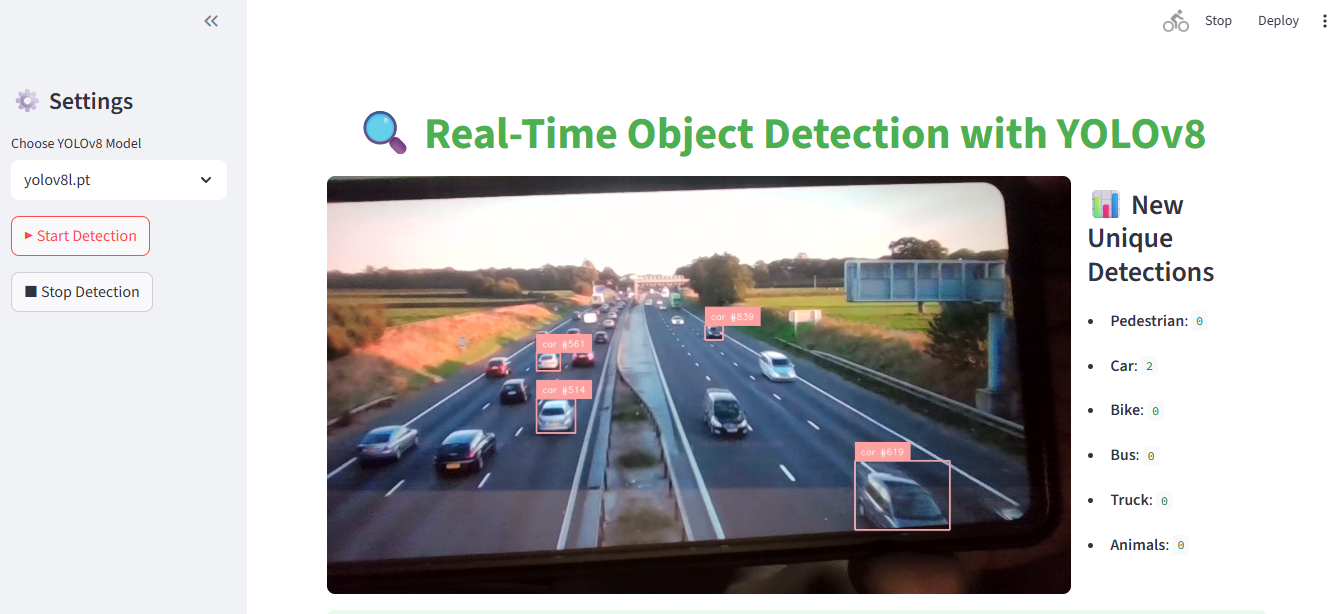 Stop
Deploy
Settings
Choose YOLOv8 Model
yolov8l.pt
Start Detection
Stop Detection
Real-Time Object Detection with YOLOv8
car #839
car #561
car #514
car #619
New
Unique
Detections
Pedestrian: 0
Car: 2
Bike: 0
Bus: 0
Truck: 0
Animals: 0